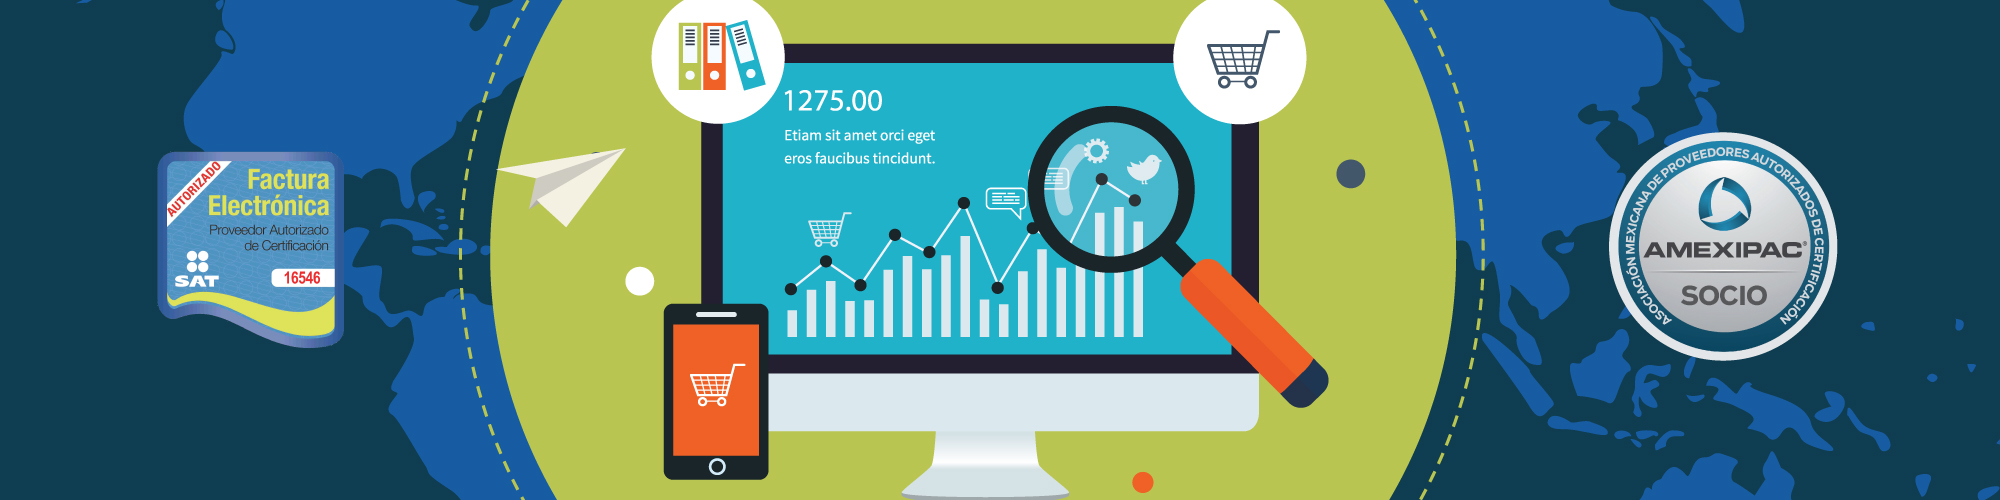 AUTORIZADO
Factura
Electrónica
Proveedor Autorizado
de Certificación
SAT
16546
1275.00
Etiam sit amet orci eget
eros faucibus tincidunt.
ASOCIACIÓN MEXICANA DE PROVEEDORES AUTORIZADOS DE CERTIFICACIÓN
AMEXIPAC®
SOCIO